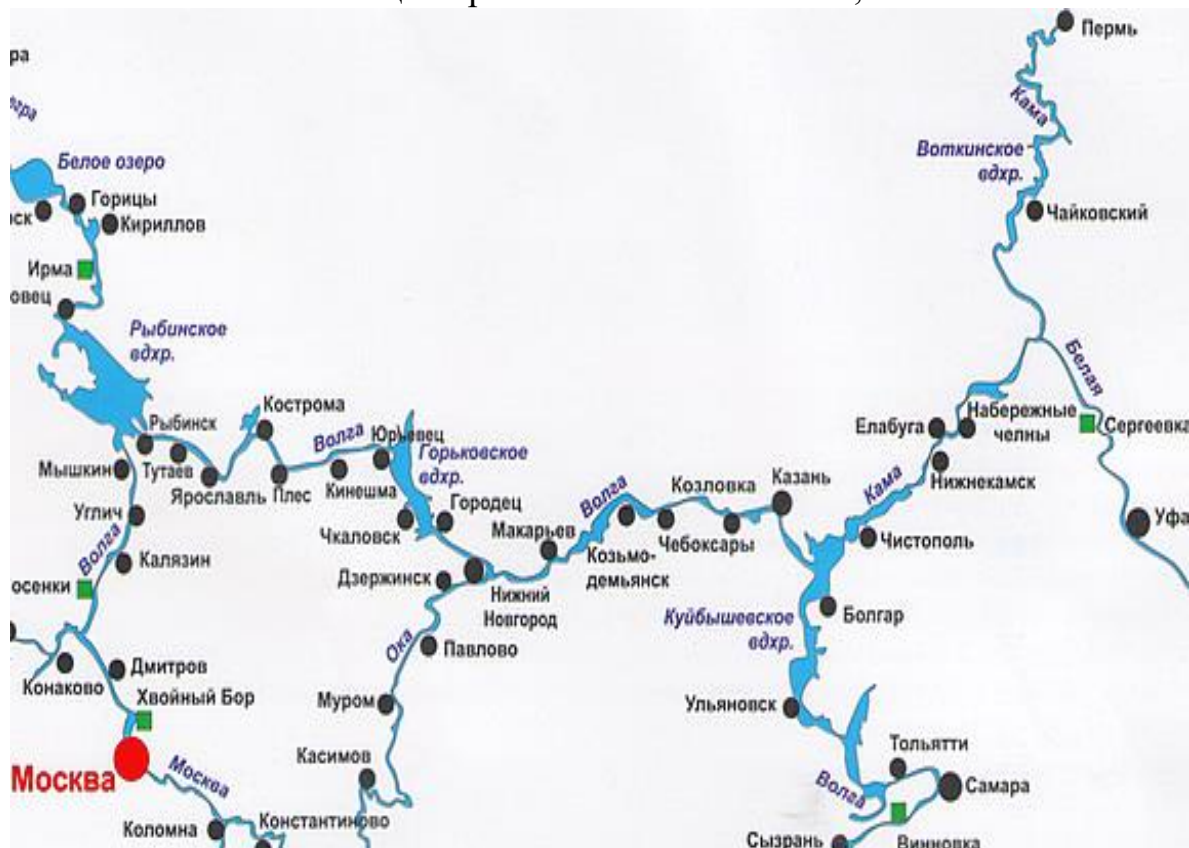 Пермь
Кама
Воткинское
вдхр.
Белое озеро
Горицы
Кириллов
Чайковский
Ирма
Рыбинское
вдхр.
Белая
Кострома
Рыбинск
Волга
Юрьевец
Набережные
челны
Елабуга
Сергеевка
Горьковское
вдхр.
Мышкин
Тутаев
Ярославль
Плес
Кинешма
Нижнекамск
Казань
Козловка
Кама
Волга
Углич
Городец
Чкаловск
Макарьев
Козьмо-
демьянск
Чебоксары
Чистополь
Уфа
Волга
Калязин
Дзержинск
Нижний
Новгород
Куйбышевское
вдхр.
Болгар
Ока
Павлово
Дмитров
Конаково
Хвойный Бор
Муром
Ульяновск
Касимов
Тольятти
Москва
Москва
Волга
Самара
Коломна
Константиново
Сызрань
Винновка